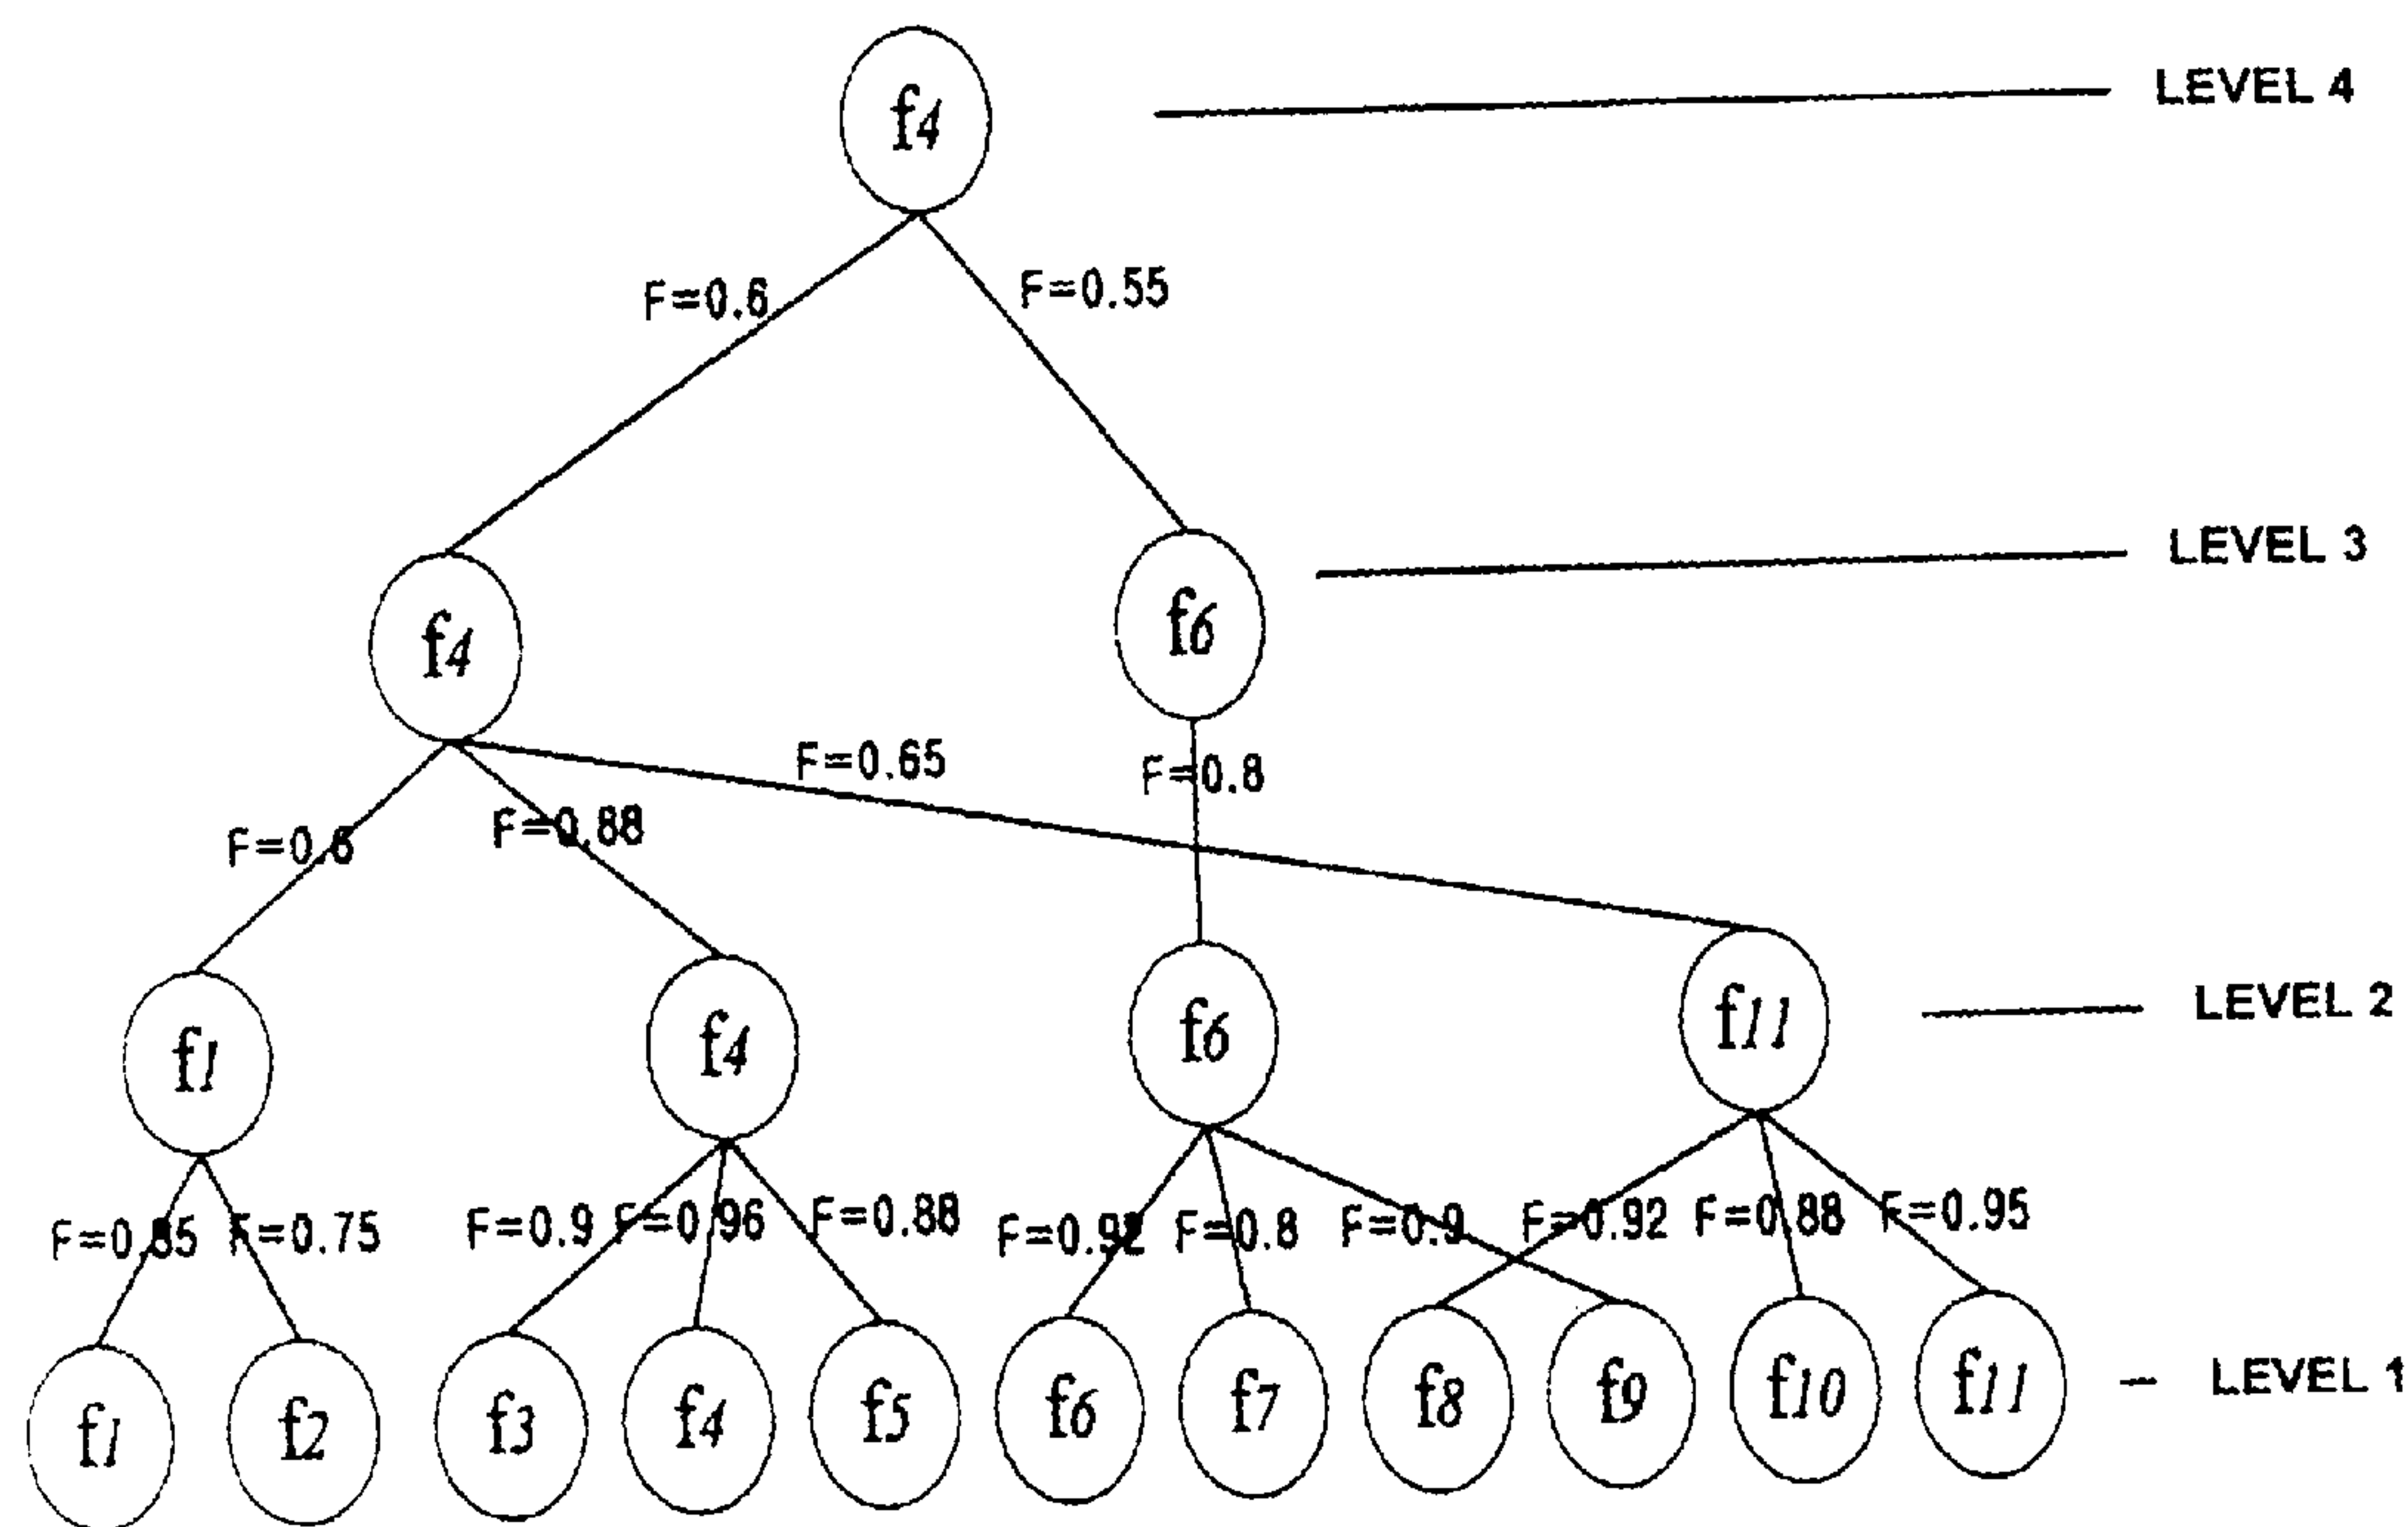 f4
LEVEL 4
F=0.6
F=0.55
LEVEL 3
f4
f6
F=0.65
F=0.8
F=0.6
F=0.88
f1
f4
f6
f11
LEVEL 2
F=0.85
F=0.75
F=0.9
F=0.96
F=0.88
F=0.92
F=0.8
F=0.9
F=0.92
F=0.88
F=0.95
f1
f2
f3
f4
f5
f6
f7
f8
f9
f10
f11
LEVEL 1